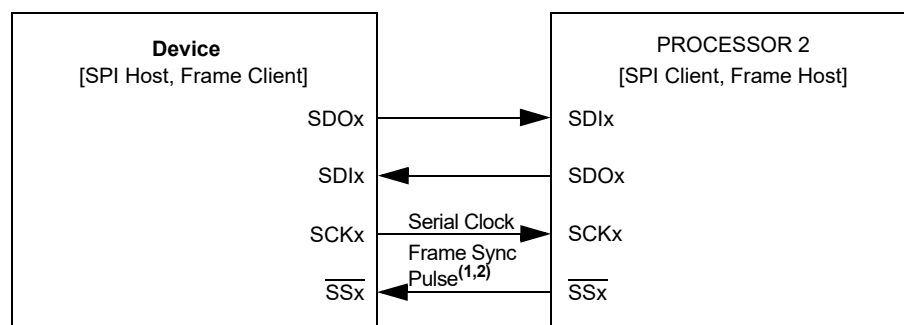 Device
[SPI Host, Frame Client]
PROCESSOR 2
[SPI Client, Frame Host]
SDOx
SDIx
SDIx
SDOx
SCKx
Serial Clock
SCKx
Frame Sync
Pulse(1,2)
SSx
SSx